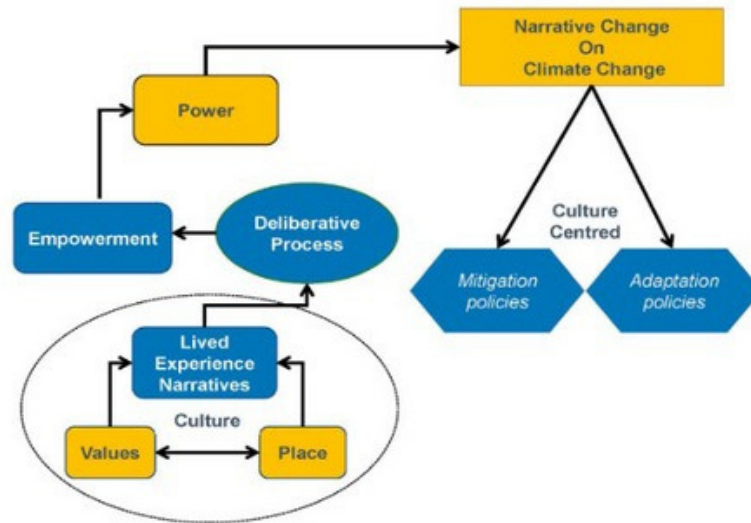 Narrative Change
On
Climate Change
Power
Empowerment
Deliberative
Process
Culture
Centred
Mitigation
policies
Adaptation
policies
Lived
Experience
Narratives
Culture
Values
Place